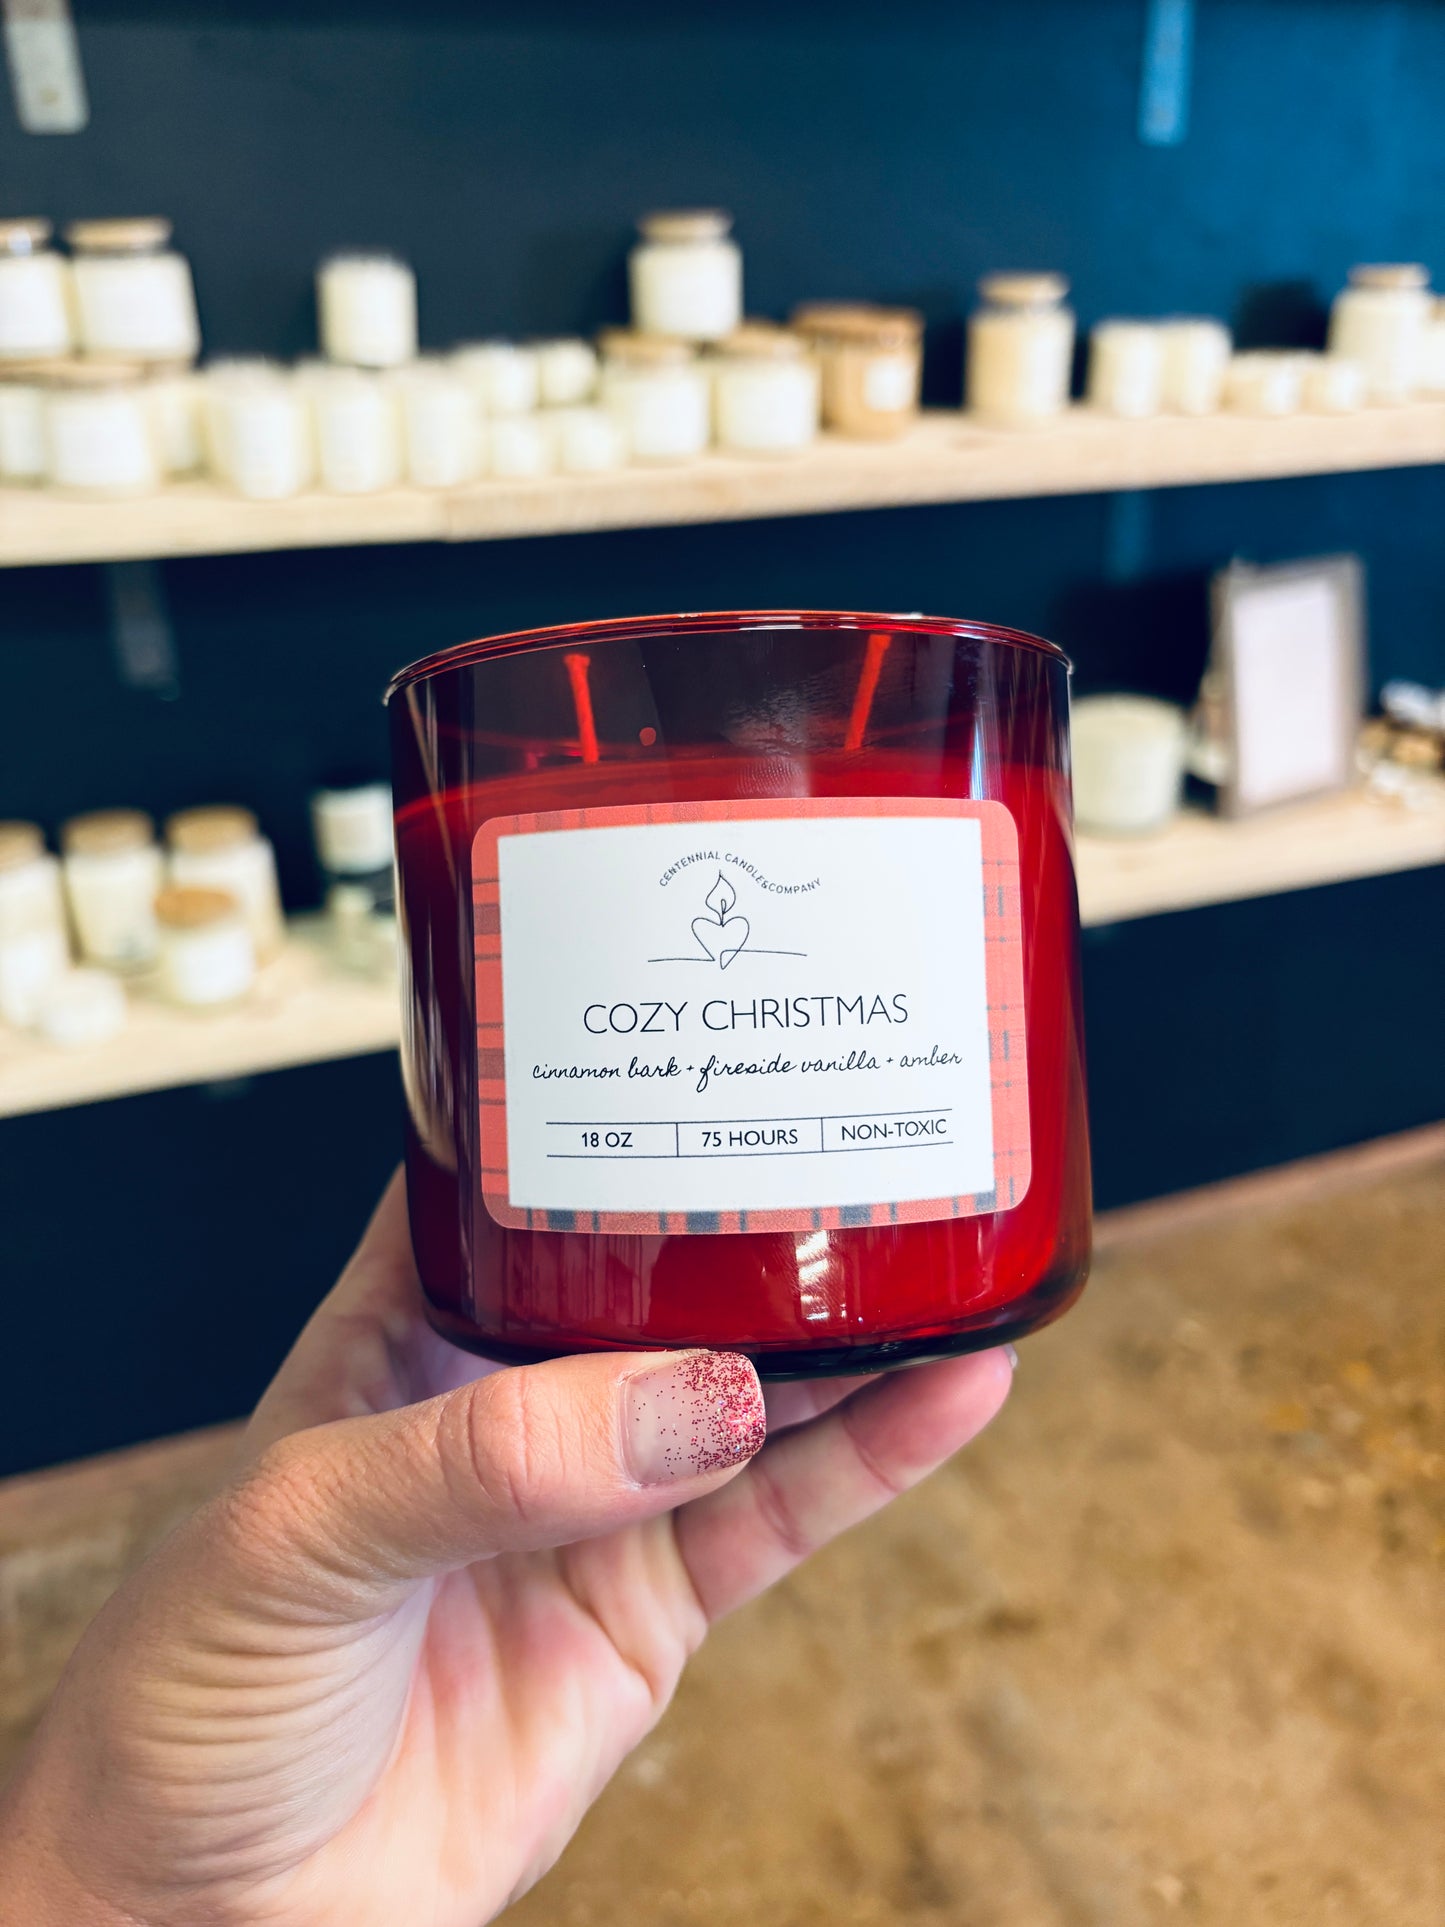 CENTENNIAL CANDLE&COMPANY
COZY CHRISTMAS
cinnamon bark + fireside vanilla + amber
18 OZ 75 HOURS NON-TOXIC